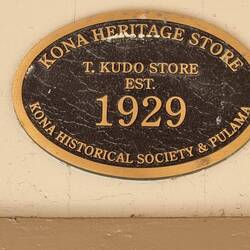 KONA HERITAGE STORE
T. KUDO STORE
EST.
1929
KONA HISTORICAL SOCIETY & PULAMA